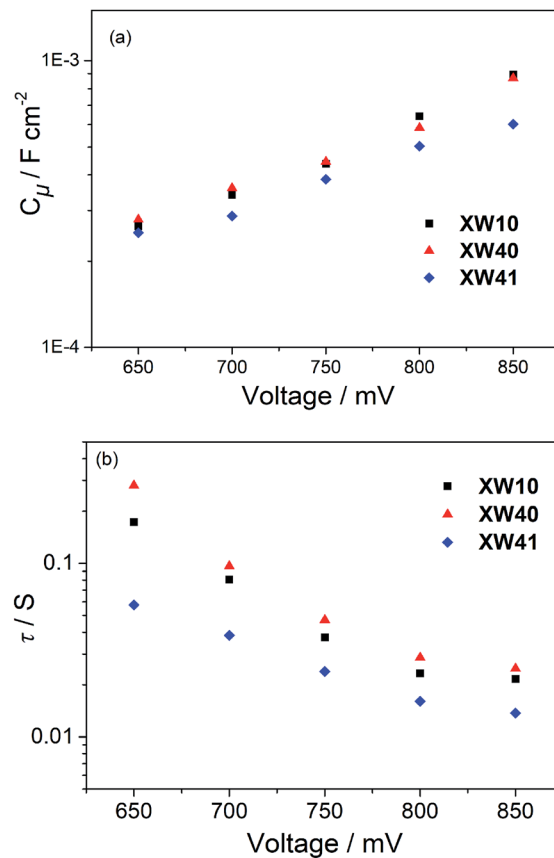 (a)
1E-3
C_μ / F cm⁻²
1E-4
XW10
XW40
XW41
650 700 750 800 850
Voltage / mV
(b)
0.1
τ / S
0.01
XW10
XW40
XW41
650 700 750 800 850
Voltage / mV